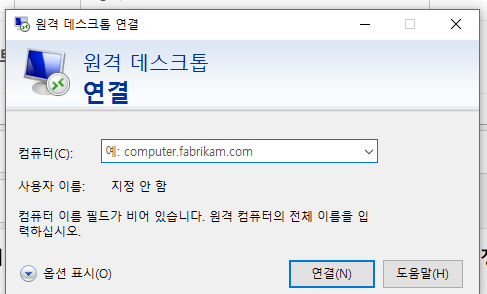 원격 데스크톱 연결
원격 데스크톱
연결
컴퓨터(C):
예: computer.fabrikam.com
사용자 이름:
지정 안 함
컴퓨터 이름 필드가 비어 있습니다. 원격 컴퓨터의 전체 이름을 입
력하십시오.
옵션 표시(O)
연결(N)
도움말(H)